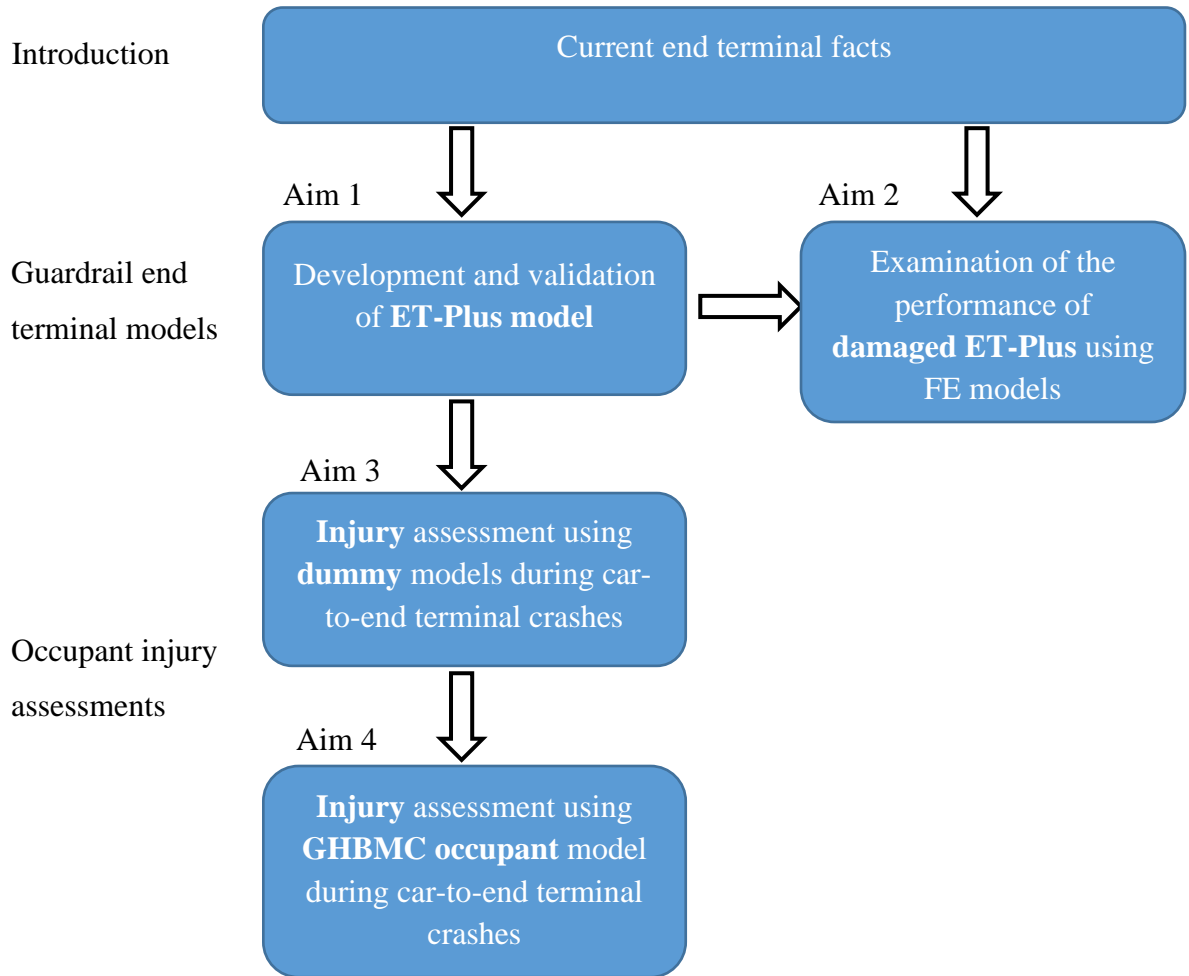 Introduction
Current end terminal facts
Aim 1
Aim 2
Guardrail end
terminal models
Development and validation
of ET-Plus model
Examination of the
performance of
damaged ET-Plus using
FE models
Aim 3
Injury assessment using
dummy models during car-
to-end terminal crashes
Occupant injury
assessments
Aim 4
Injury assessment using
GHBMC occupant model
during car-to-end terminal
crashes